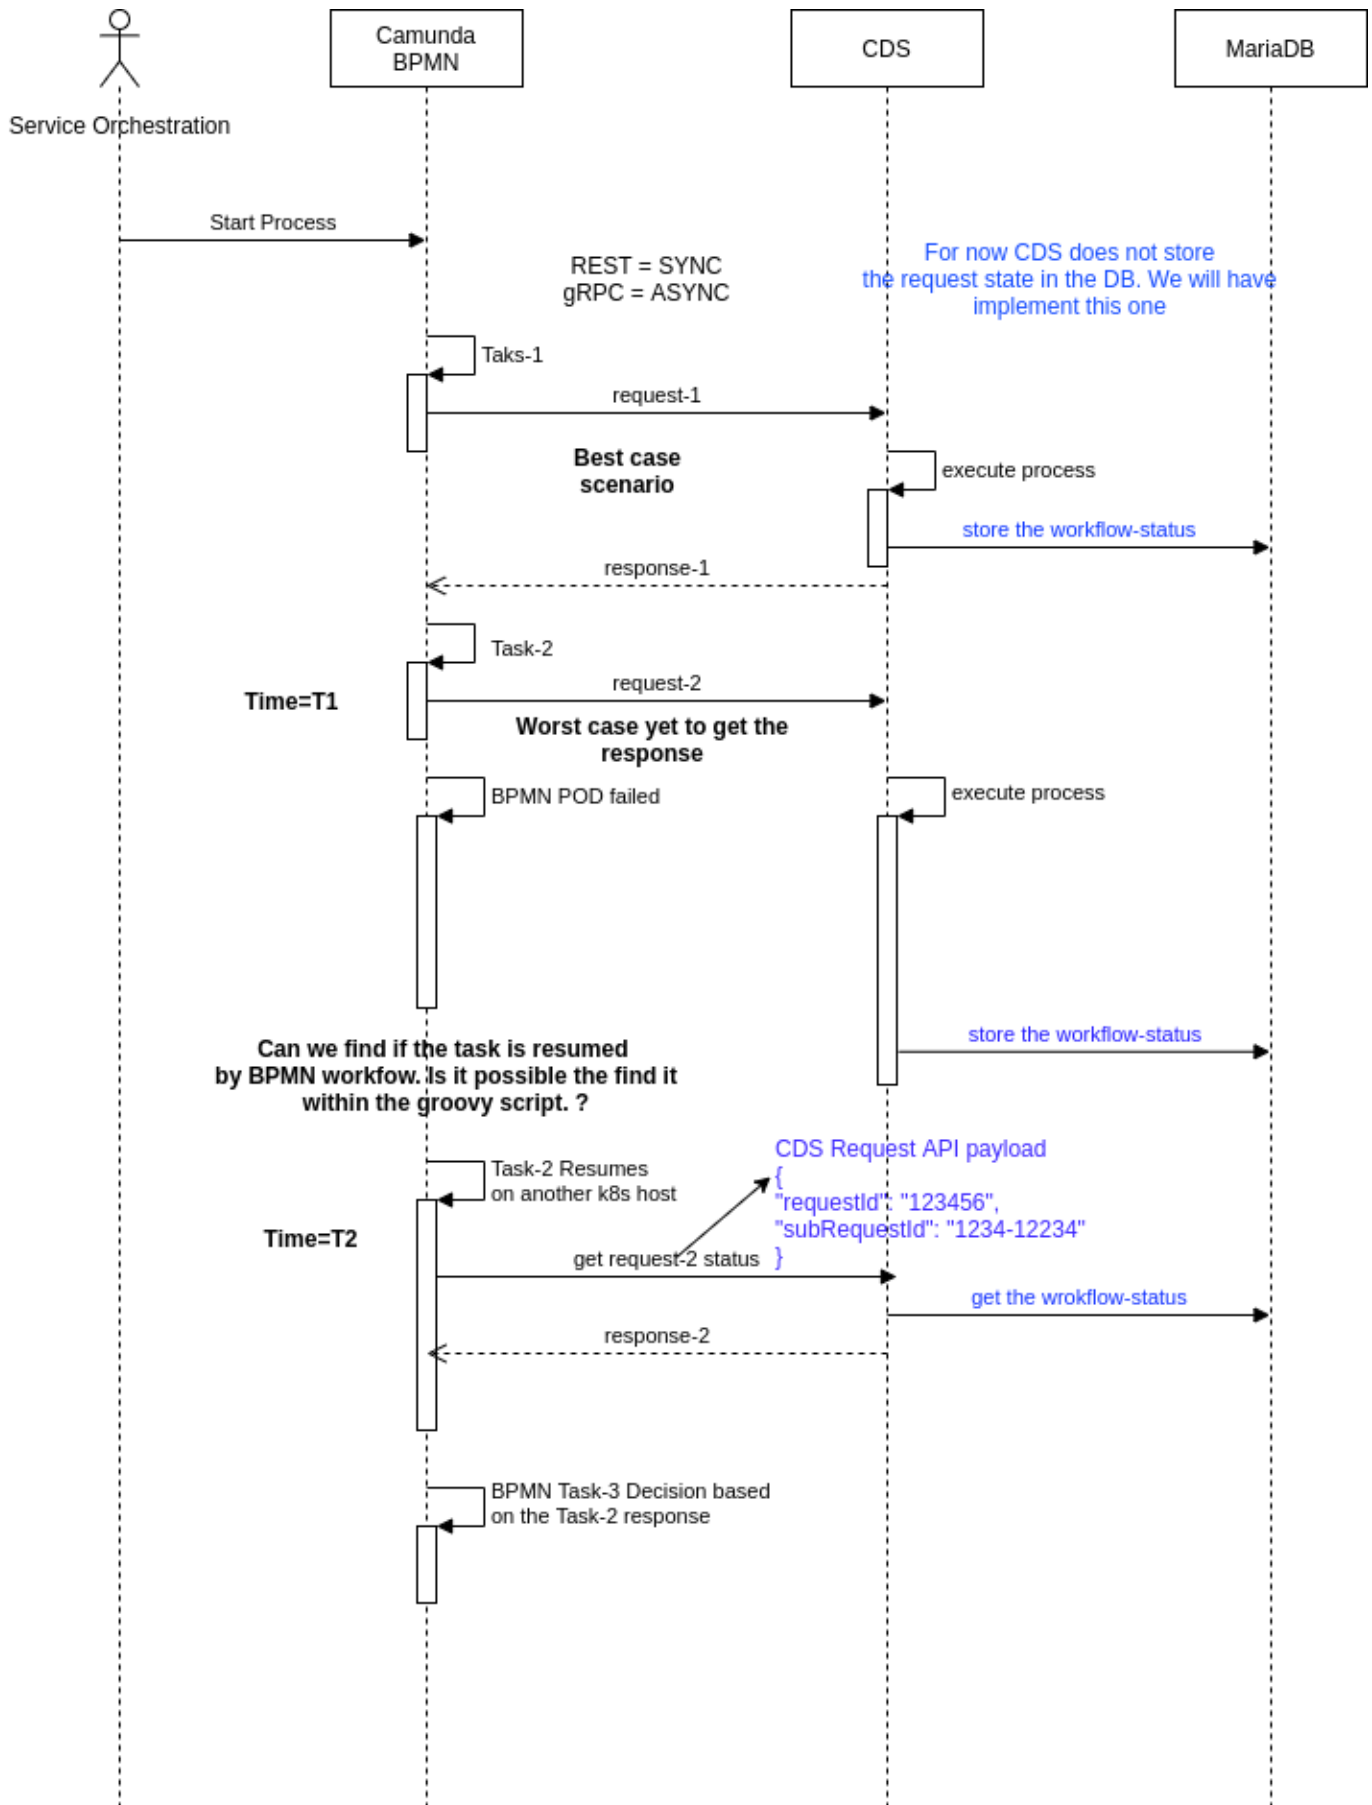 Camunda
BPMN
CDS
MariaDB
Service Orchestration
Start Process
REST = SYNC
gRPC = ASYNC
For now CDS does not store
the request state in the DB. We will have
implement this one
Taks-1
request-1
Best case
scenario
execute process
store the workflow-status
response-1
Task-2
request-2
Time=T1
Worst case yet to get the
response
BPMN POD failed
execute process
store the workflow-status
Can we find if the task is resumed
by BPMN workfow. Is it possible the find it
within the groovy script. ?
CDS Request API payload
{
"requestId": "123456",
"subRequestId": "1234-12234"
}
Task-2 Resumes
on another k8s host
Time=T2
get request-2 status
get the wrokflow-status
response-2
BPMN Task-3 Decision based
on the Task-2 response